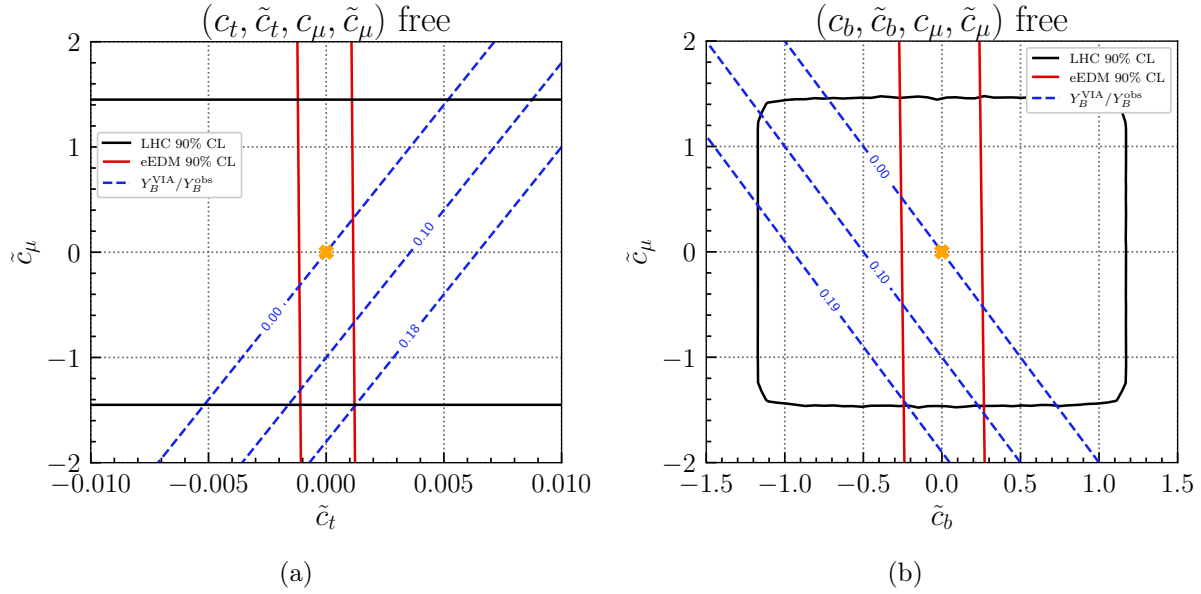 (c_t, c̃_t, c_μ, c̃_μ) free
2
1
0
−1
−2
c̃_μ
LHC 90% CL
eEDM 90% CL
Y_B^VIA/Y_B^obs
0.00
0.10
0.18
−0.010
−0.005
0.000
0.005
0.010
c̃_t
(a)
(c_b, c̃_b, c_μ, c̃_μ) free
2
1
0
−1
−2
c̃_μ
LHC 90% CL
eEDM 90% CL
Y_B^VIA/Y_B^obs
0.00
0.10
0.19
−1.5
−1.0
−0.5
0.0
0.5
1.0
1.5
c̃_b
(b)